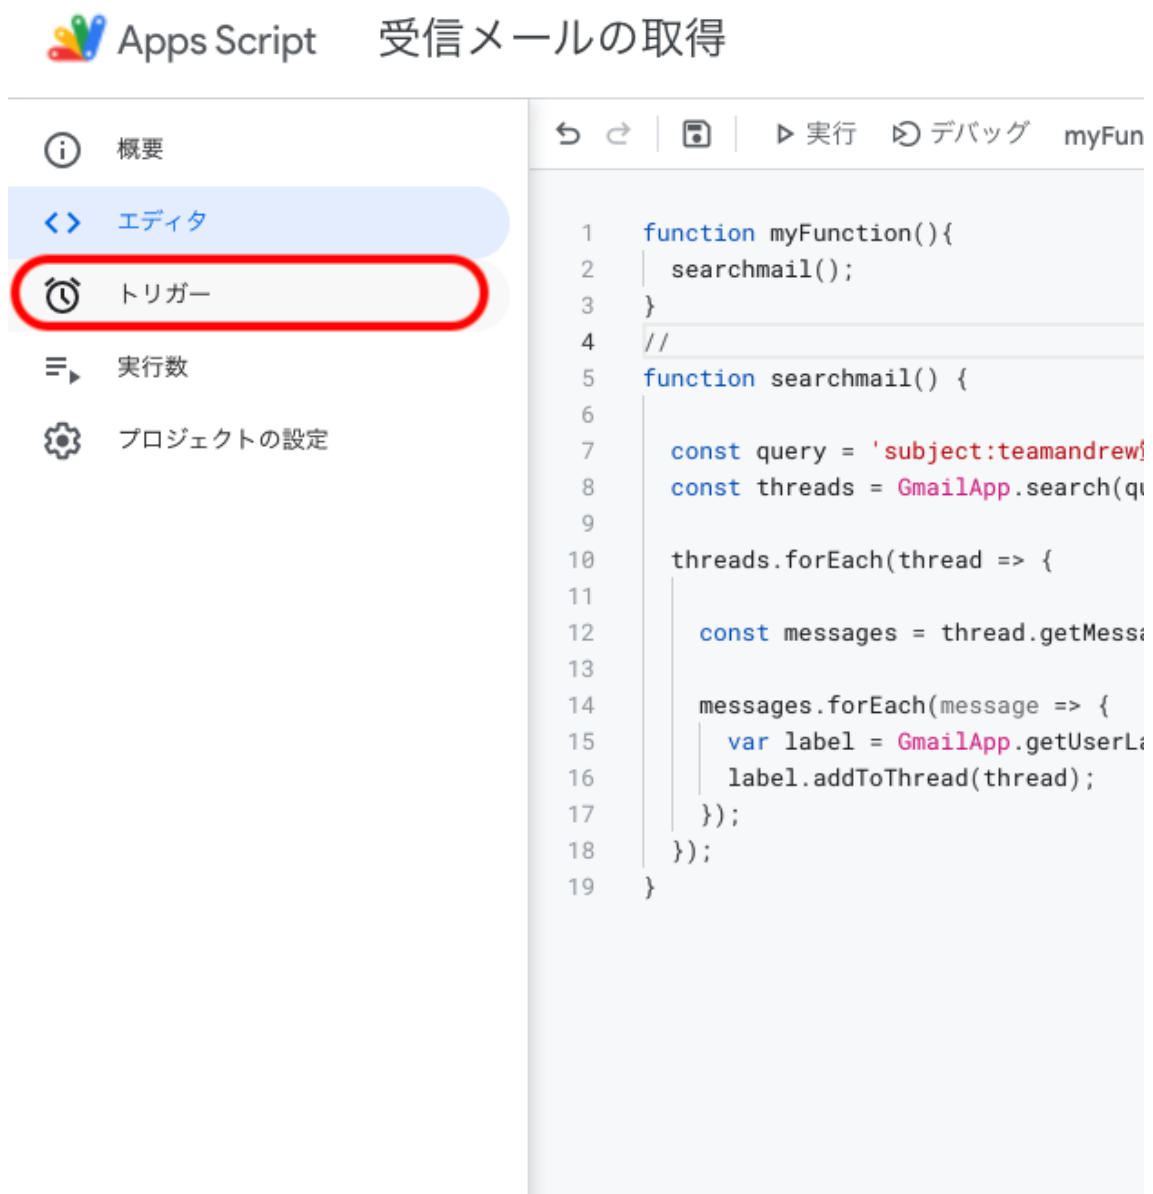 Apps Script 受信メールの取得
概要
エディタ
トリガー
実行数
プロジェクトの設定
実行 デバッグ myFun
1 function myFunction(){
2 searchmail();
3 }
4 //
5 function searchmail() {
6
7 const query = 'subject:teamandrew
8 const threads = GmailApp.search(qu
9
10 threads.forEach(thread => {
11
12 const messages = thread.getMessa
13
14 messages.forEach(message => {
15 var label = GmailApp.getUserLa
16 label.addToThread(thread);
17 });
18 });
19 }